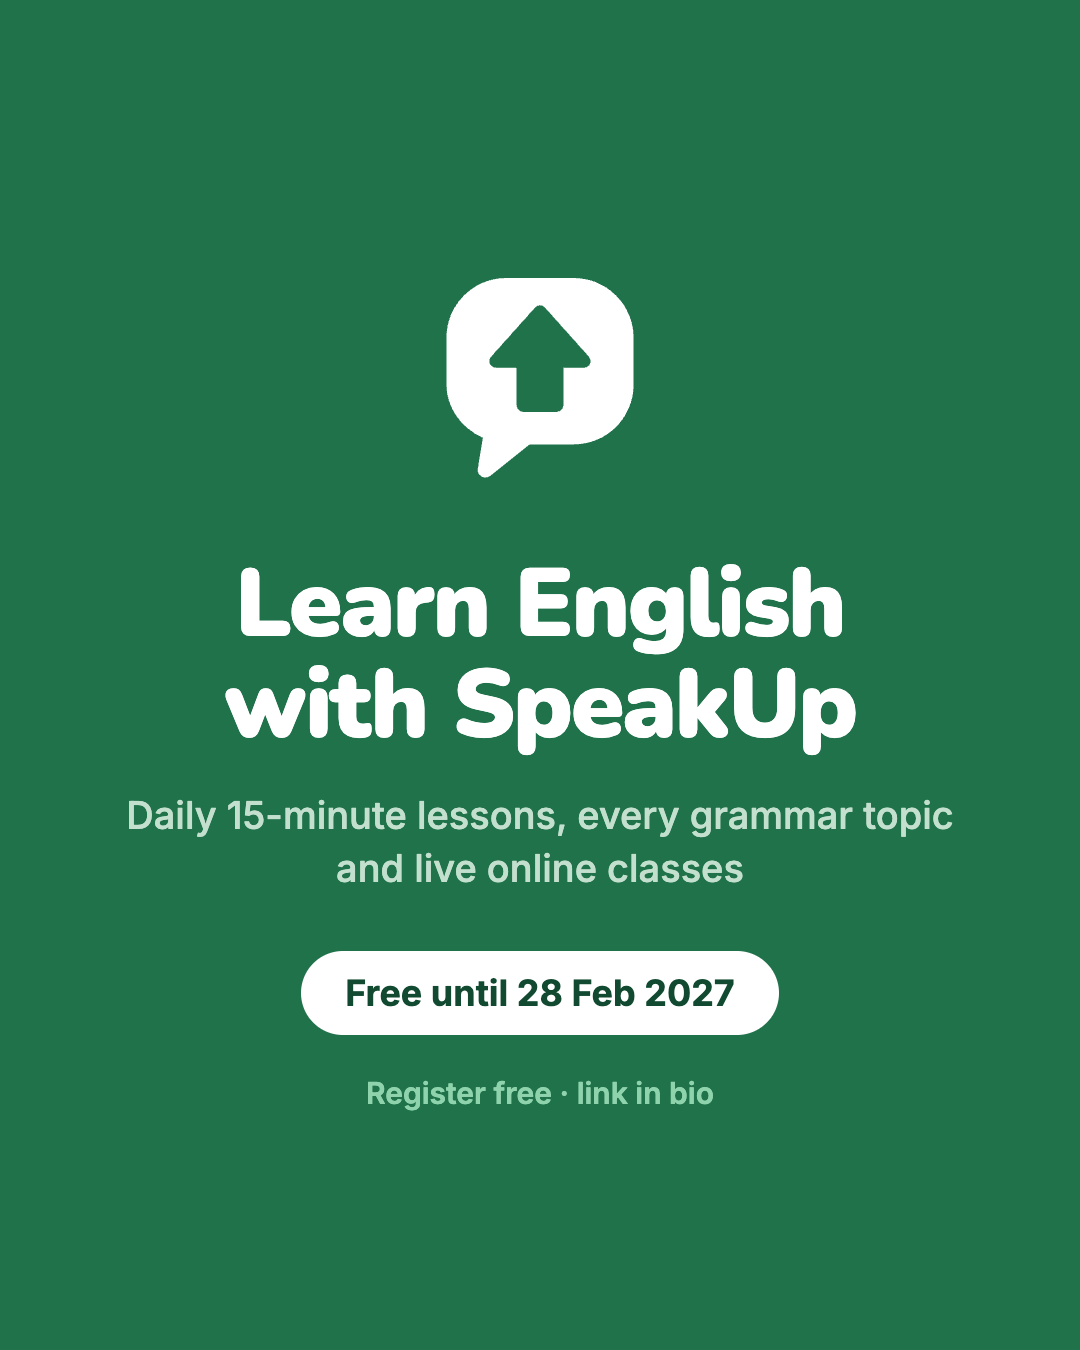 Learn English
with SpeakUp
Daily 15-minute lessons, every grammar topic
and live online classes
Free until 28 Feb 2027
Register free · link in bio